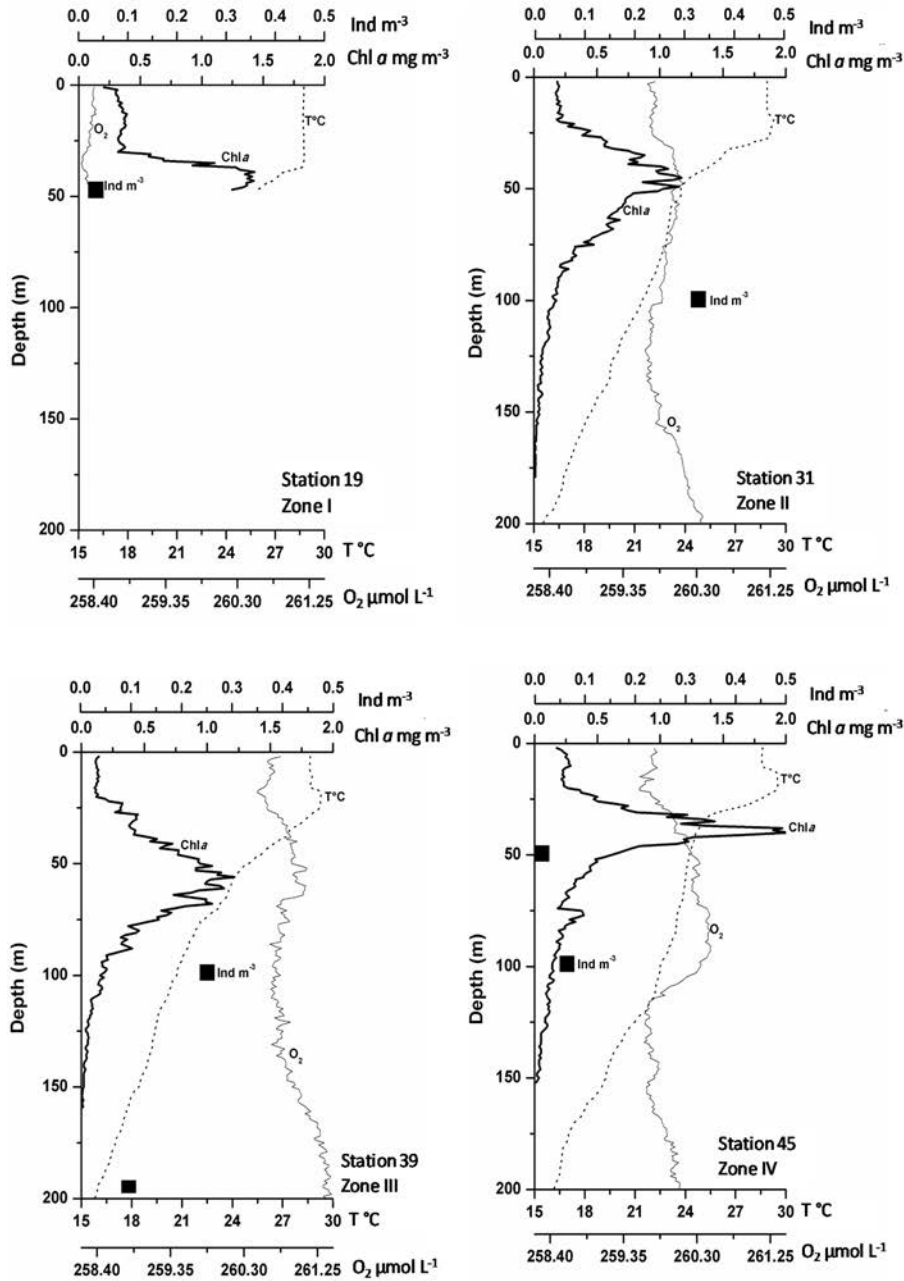 0.0 0.1 0.2 0.3 0.4 0.5
Ind m⁻³
Chl a mg m⁻³
0.0 0.5 1.0 1.5 2.0
0
50
100
150
200
Depth (m)
O₂
T°C
Chla
Ind m⁻³
Station 19
Zone I
15 18 21 24 27 30
T °C
O₂ µmol L⁻¹
258.40 259.35 260.30 261.25
0.0 0.1 0.2 0.3 0.4 0.5
Ind m⁻³
Chl a mg m⁻³
0.0 0.5 1.0 1.5 2.0
0
50
100
150
200
Depth (m)
T°C
Chla
Ind m⁻³
O₂
Station 31
Zone II
15 18 21 24 27 30
T °C
O₂ µmol L⁻¹
258.40 259.35 260.30 261.25
0.0 0.1 0.2 0.3 0.4 0.5
Ind m⁻³
Chl a mg m⁻³
0.0 0.5 1.0 1.5 2.0
0
50
100
150
200
Depth (m)
T°C
Chla
Ind m⁻³
O₂
Station 39
Zone III
15 18 21 24 27 30
T °C
O₂ µmol L⁻¹
258.40 259.35 260.30 261.25
0.0 0.1 0.2 0.3 0.4 0.5
Ind m⁻³
Chl a mg m⁻³
0.0 0.5 1.0 1.5 2.0
0
50
100
150
200
Depth (m)
T°C
Chla
O₂
Ind m⁻³
Station 45
Zone IV
15 18 21 24 27 30
T °C
O₂ µmol L⁻¹
258.40 259.35 260.30 261.25